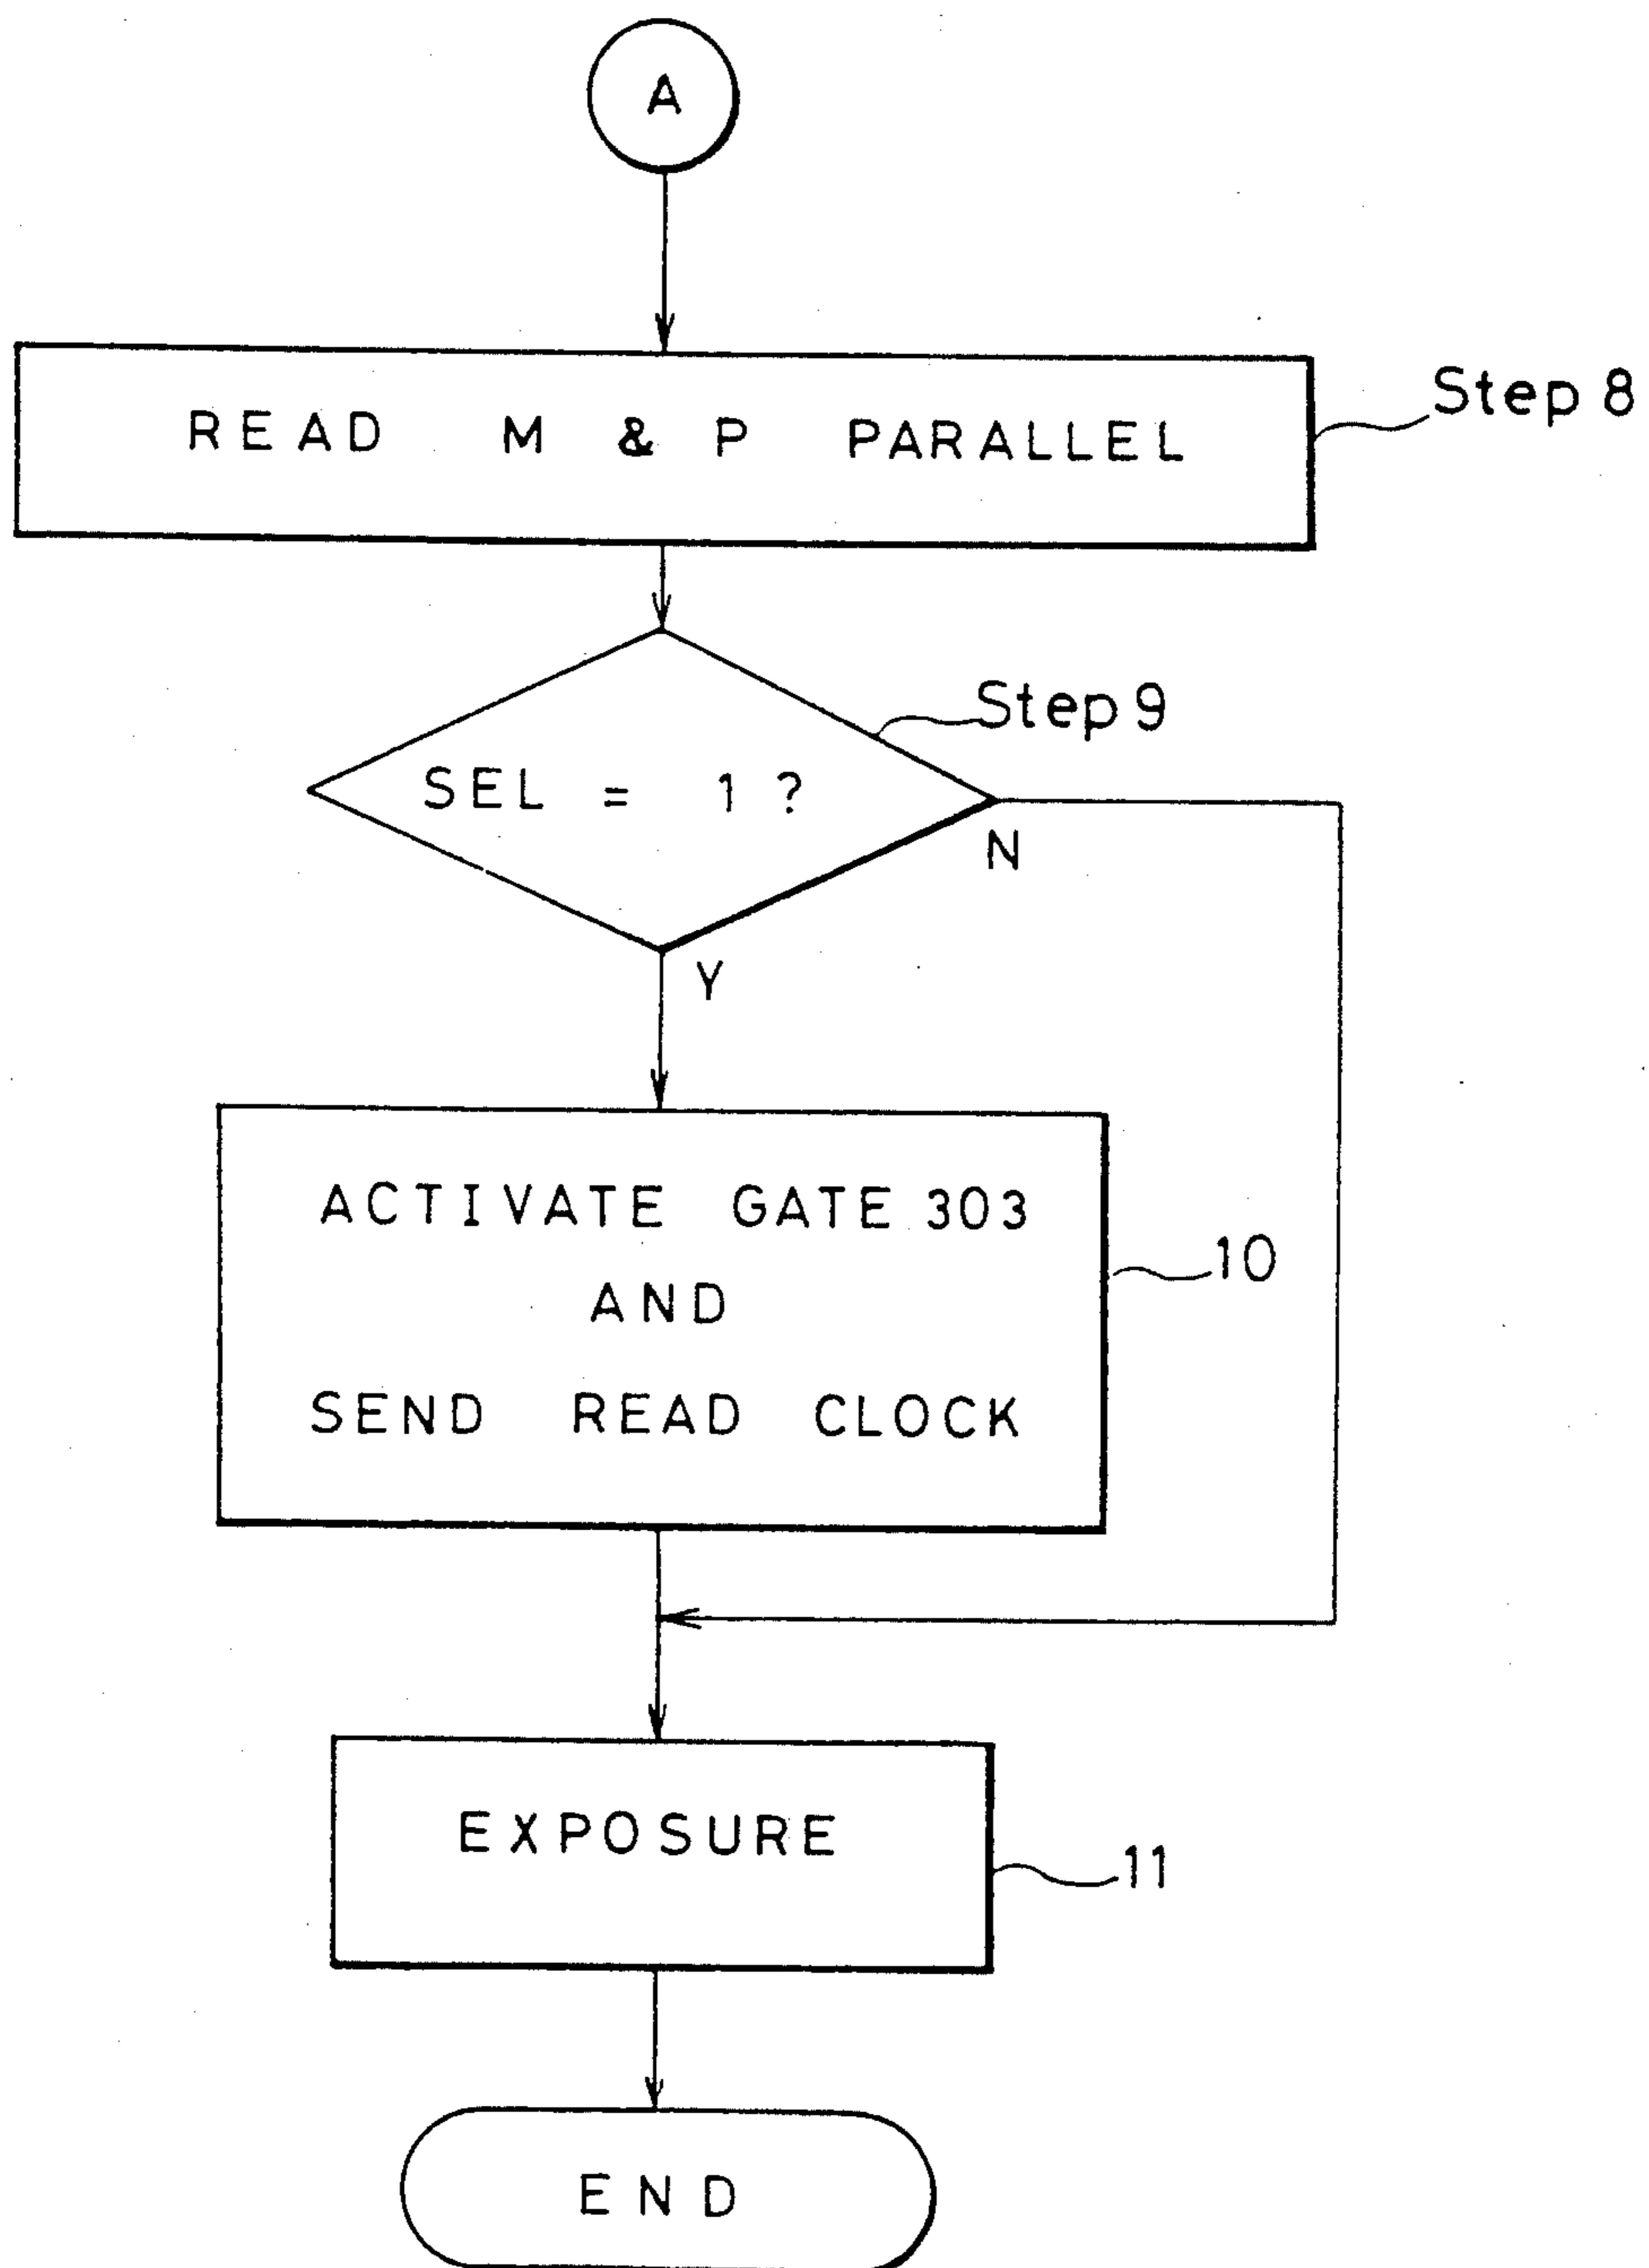 A
READ M & P PARALLEL
Step 8
Step 9
SEL = 1 ?
N
Y
ACTIVATE GATE 303
AND
SEND READ CLOCK
10
EXPOSURE
11
END